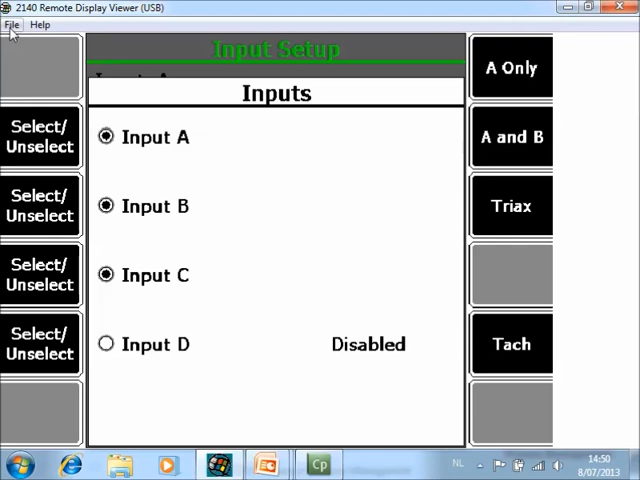 2140 Remote Display Viewer (USB)
File Help
Input Setup
Inputs
Input A
Input B
Input C
Input D Disabled
Select/
Unselect
Select/
Unselect
Select/
Unselect
Select/
Unselect
A Only
A and B
Triax
Tach
Cp
NL
14:50
8/07/2013